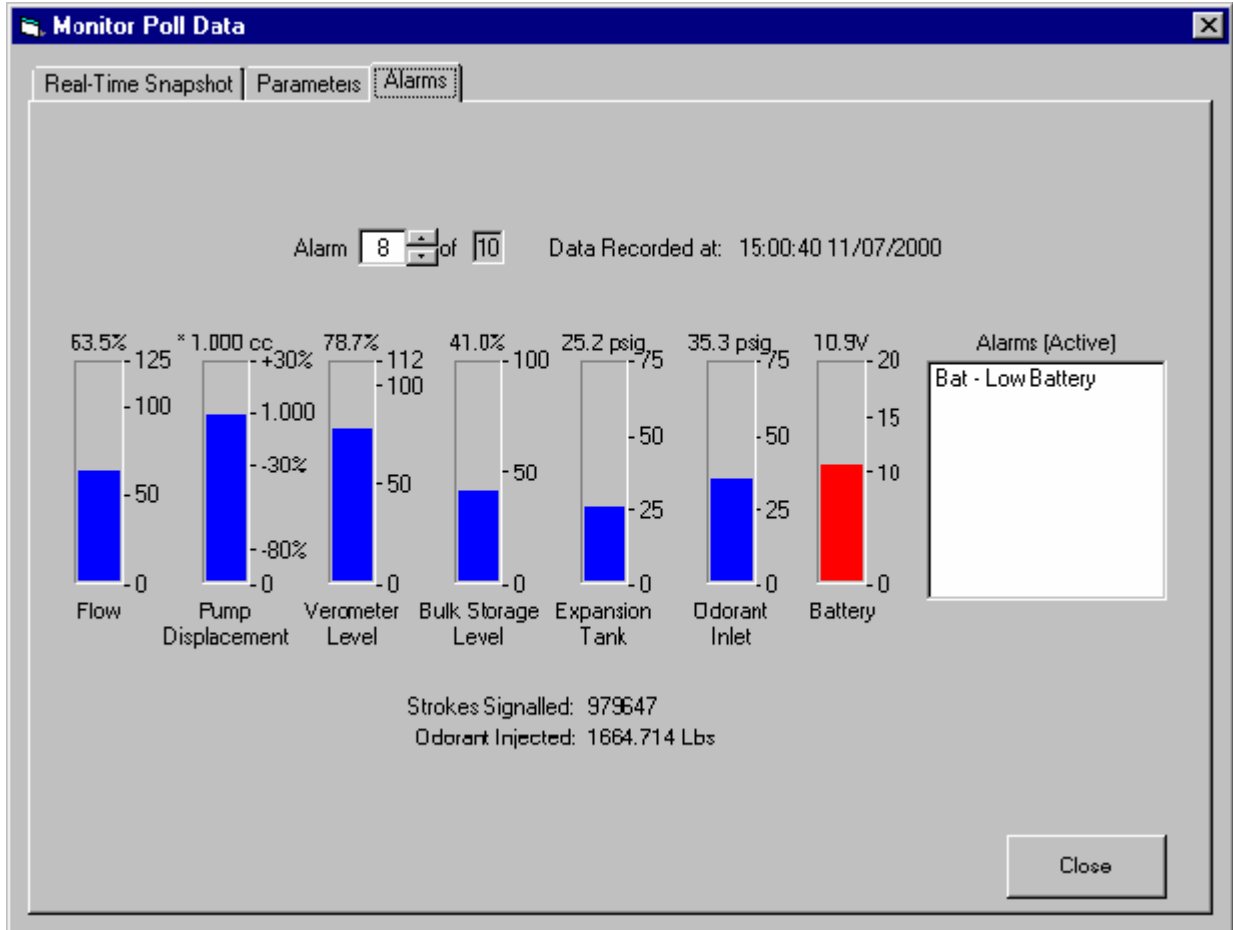 Monitor Poll Data
Real-Time Snapshot Parameters Alarms
Alarm 8 of 10 Data Recorded at: 15:00:40 11/07/2000
63.5% * 1.000 cc 78.7% 41.0% 25.2 psig 35.3 psig 10.9V Alarms (Active)
125 +30% 112 100 75 75 20
Bat - Low Battery
100 1.000 100 50 50 15
50 -30% 50 50 25 25 10
-80%
0 0 0 0 0 0 0
Flow Pump Verometer Bulk Storage Expansion Odorant Battery
Displacement Level Level Tank Inlet
Strokes Signalled: 979647
Odorant Injected: 1664.714 Lbs
Close